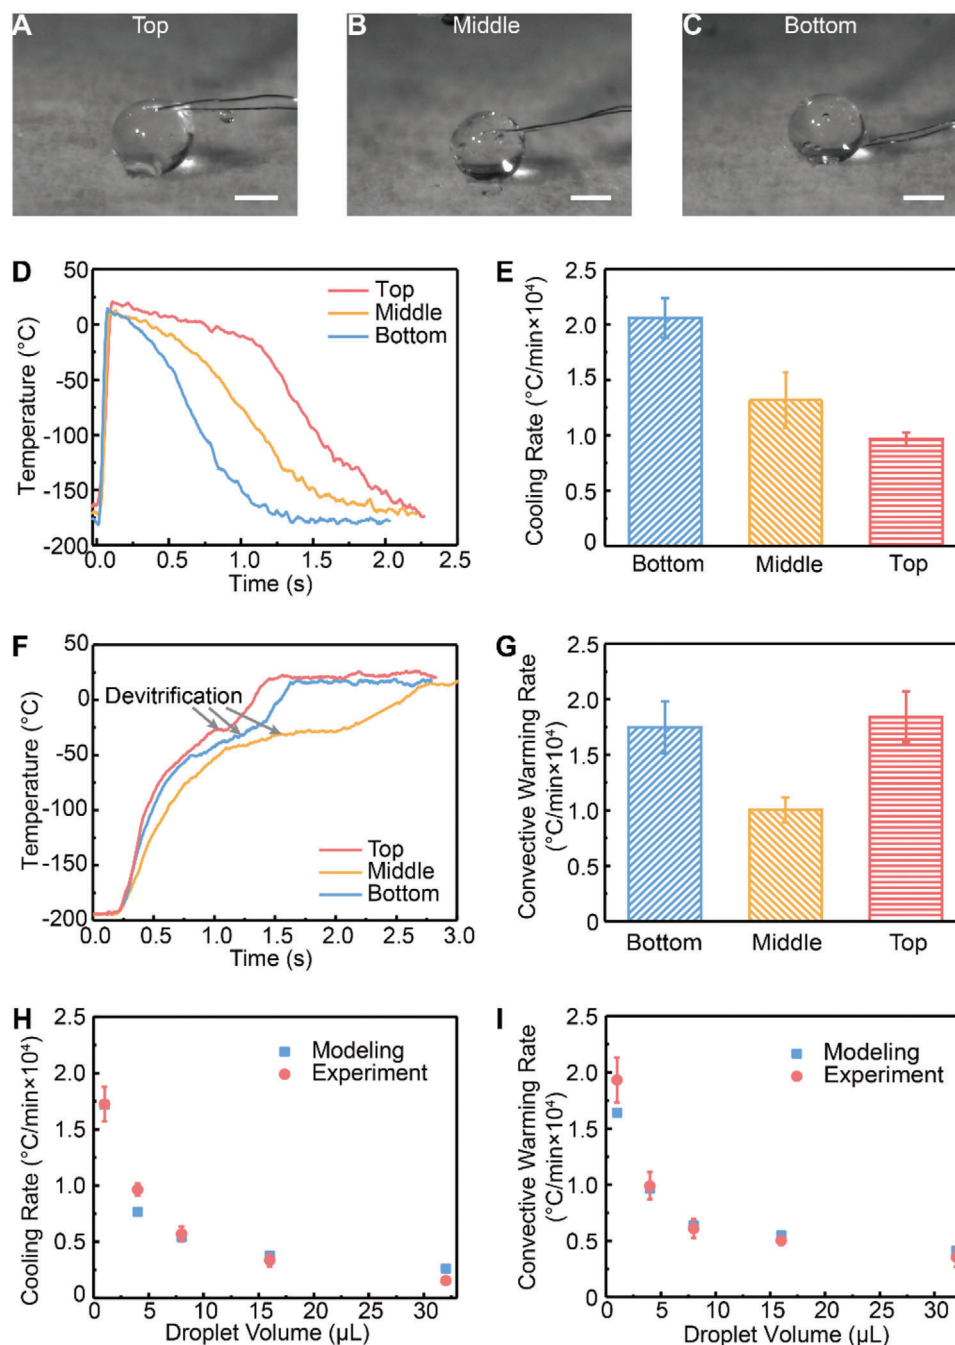 A Top
B Middle
C Bottom
D
50
0
-50
-100
-150
-200
Temperature (°C)
Top
Middle
Bottom
0.0 0.5 1.0 1.5 2.0 2.5
Time (s)
E
2.5
2.0
1.5
1.0
0.5
0
Cooling Rate (°C/min×10⁴)
Bottom Middle Top
F
50
0
-50
-100
-150
-200
Temperature (°C)
Devitrification
Top
Middle
Bottom
0.0 0.5 1.0 1.5 2.0 2.5 3.0
Time (s)
G
2.5
2.0
1.5
1.0
0.5
0
Convective Warming Rate
(°C/min×10⁴)
Bottom Middle Top
H
2.5
2.0
1.5
1.0
0.5
0
Cooling Rate (°C/min×10⁴)
Modeling
Experiment
0 5 10 15 20 25 30
Droplet Volume (µL)
I
2.5
2.0
1.5
1.0
0.5
0
Convective Warming Rate
(°C/min×10⁴)
Modeling
Experiment
0 5 10 15 20 25 30
Droplet Volume (µL)